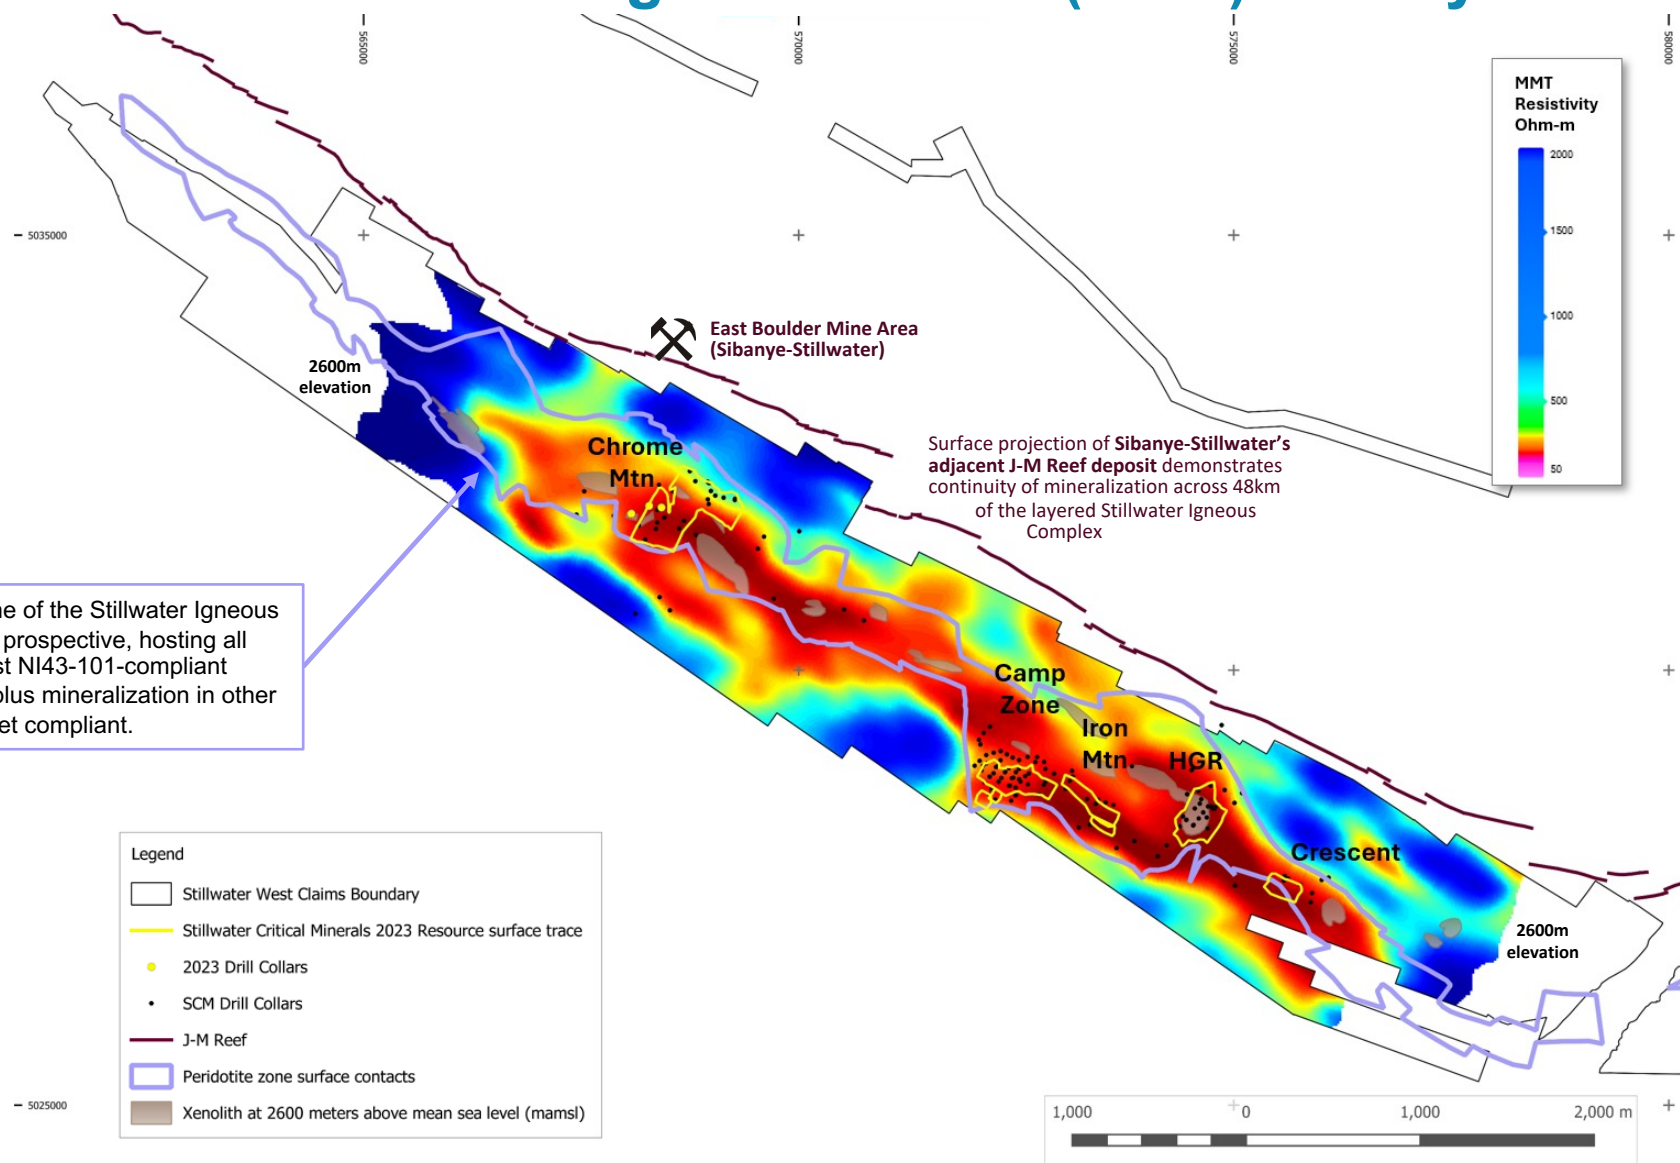 565000
570000
575000
580000
5035000
5025000
MMT
Resistivity
Ohm-m
2000
1500
1000
500
50
East Boulder Mine Area
(Sibanye-Stillwater)
2600m
elevation
Chrome
Mtn.
Surface projection of Sibanye-Stillwater's
adjacent J-M Reef deposit demonstrates
continuity of mineralization across 48km
of the layered Stillwater Igneous
Complex
ne of the Stillwater Igneous
prospective, hosting all
st NI43-101-compliant
plus mineralization in other
et compliant.
Camp
Zone
Iron
Mtn.
HGR
Crescent
2600m
elevation
Legend
Stillwater West Claims Boundary
Stillwater Critical Minerals 2023 Resource surface trace
2023 Drill Collars
SCM Drill Collars
J-M Reef
Peridotite zone surface contacts
Xenolith at 2600 meters above mean sea level (mamsl)
1,000 0 1,000 2,000 m